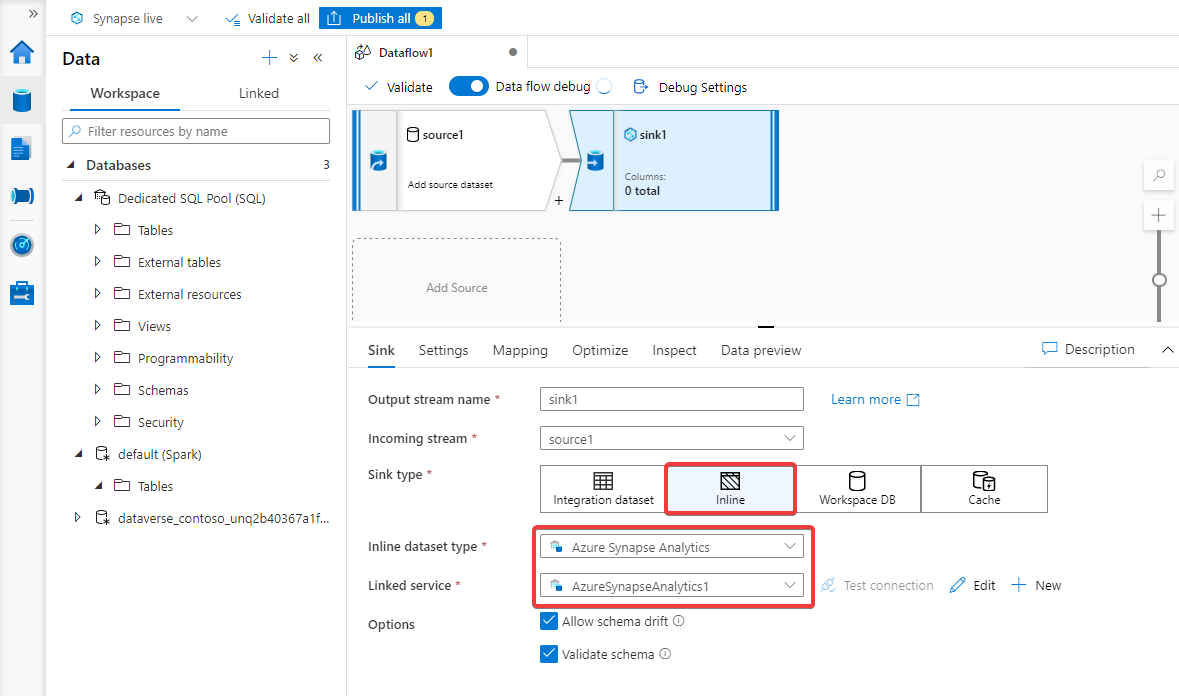 Synapse live
Validate all
Publish all 1
Data
Workspace
Linked
Filter resources by name
Databases 3
Dedicated SQL Pool (SQL)
Tables
External tables
External resources
Views
Programmability
Schemas
Security
default (Spark)
Tables
dataverse_contoso_unq2b40367a1f...
Dataflow1
Validate
Data flow debug
Debug Settings
source1
Add source dataset
+
sink1
Columns:
0 total
Add Source
Sink
Settings
Mapping
Optimize
Inspect
Data preview
Description
Output stream name *
sink1
Learn more
Incoming stream *
source1
Sink type *
Integration dataset
Inline
Workspace DB
Cache
Inline dataset type *
Azure Synapse Analytics
Linked service *
AzureSynapseAnalytics1
Test connection
Edit
New
Options
Allow schema drift
Validate schema